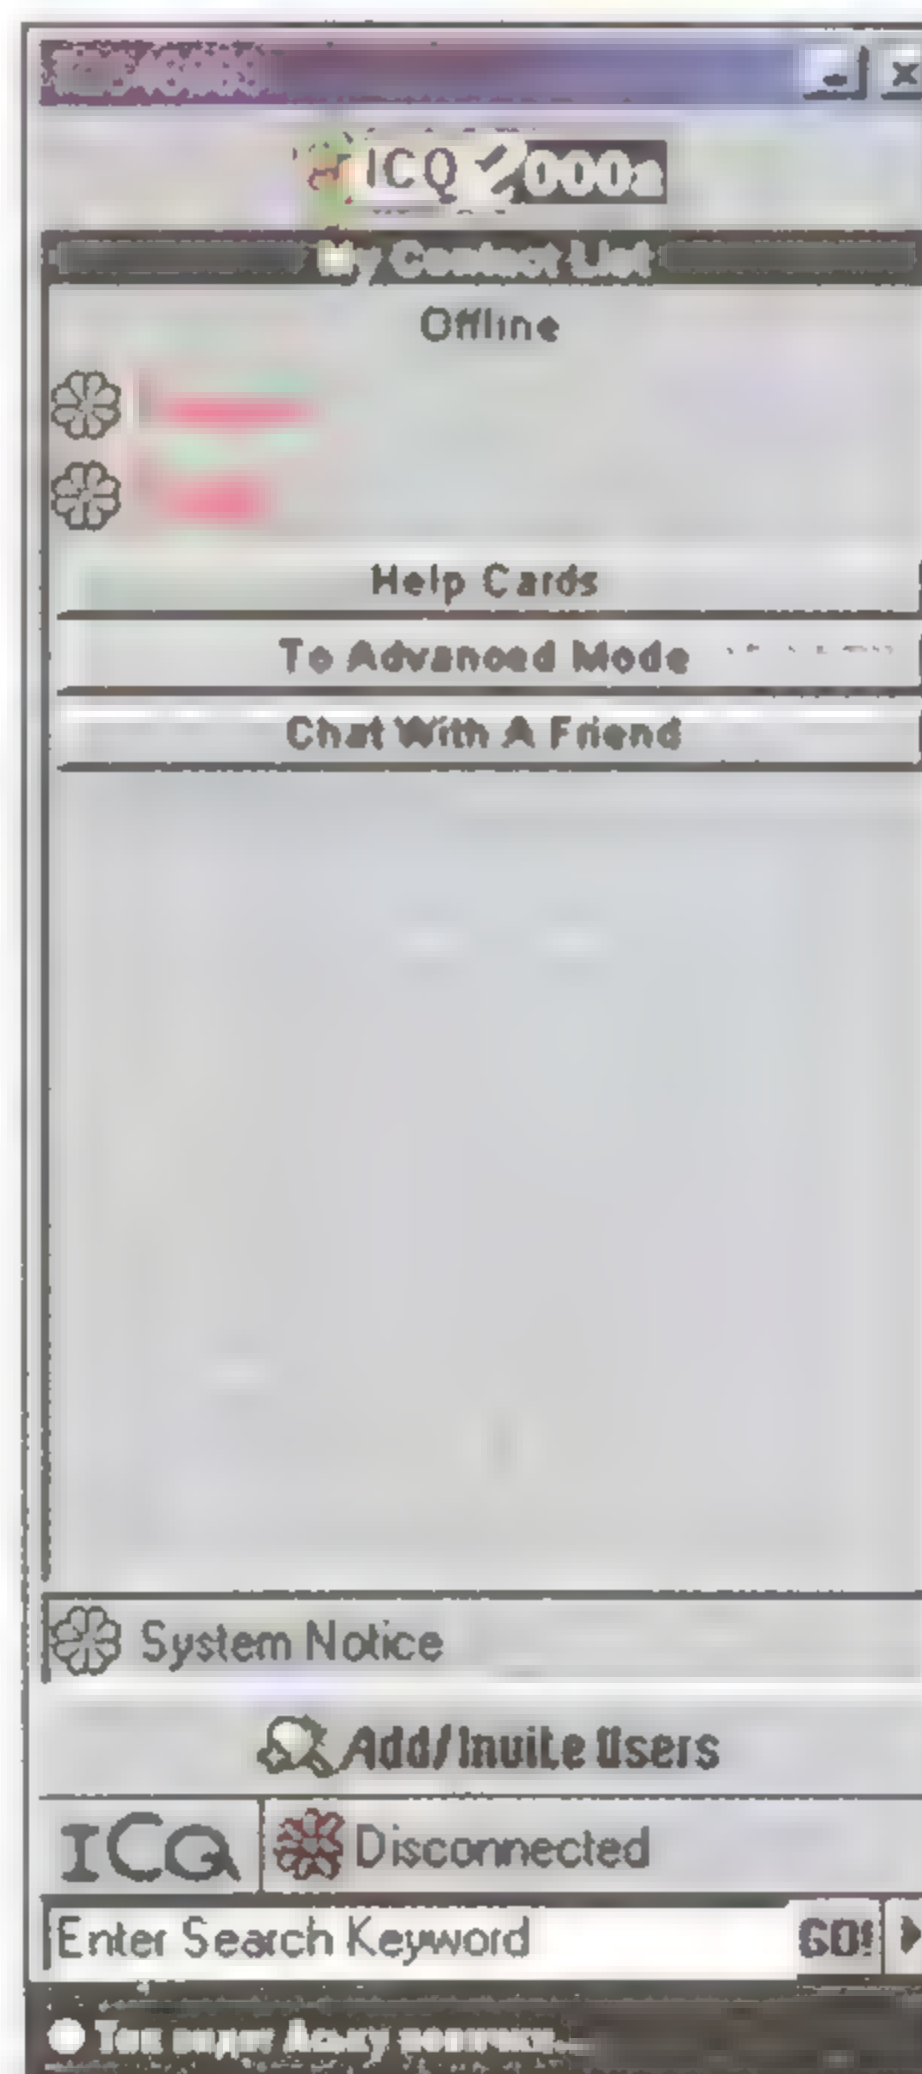 ICQ 2000a
My Contact List
Offline
Help Cards
To Advanced Mode
Chat With A Friend
System Notice
Add/Invite Users
ICQ Disconnected
Enter Search Keyword GO!